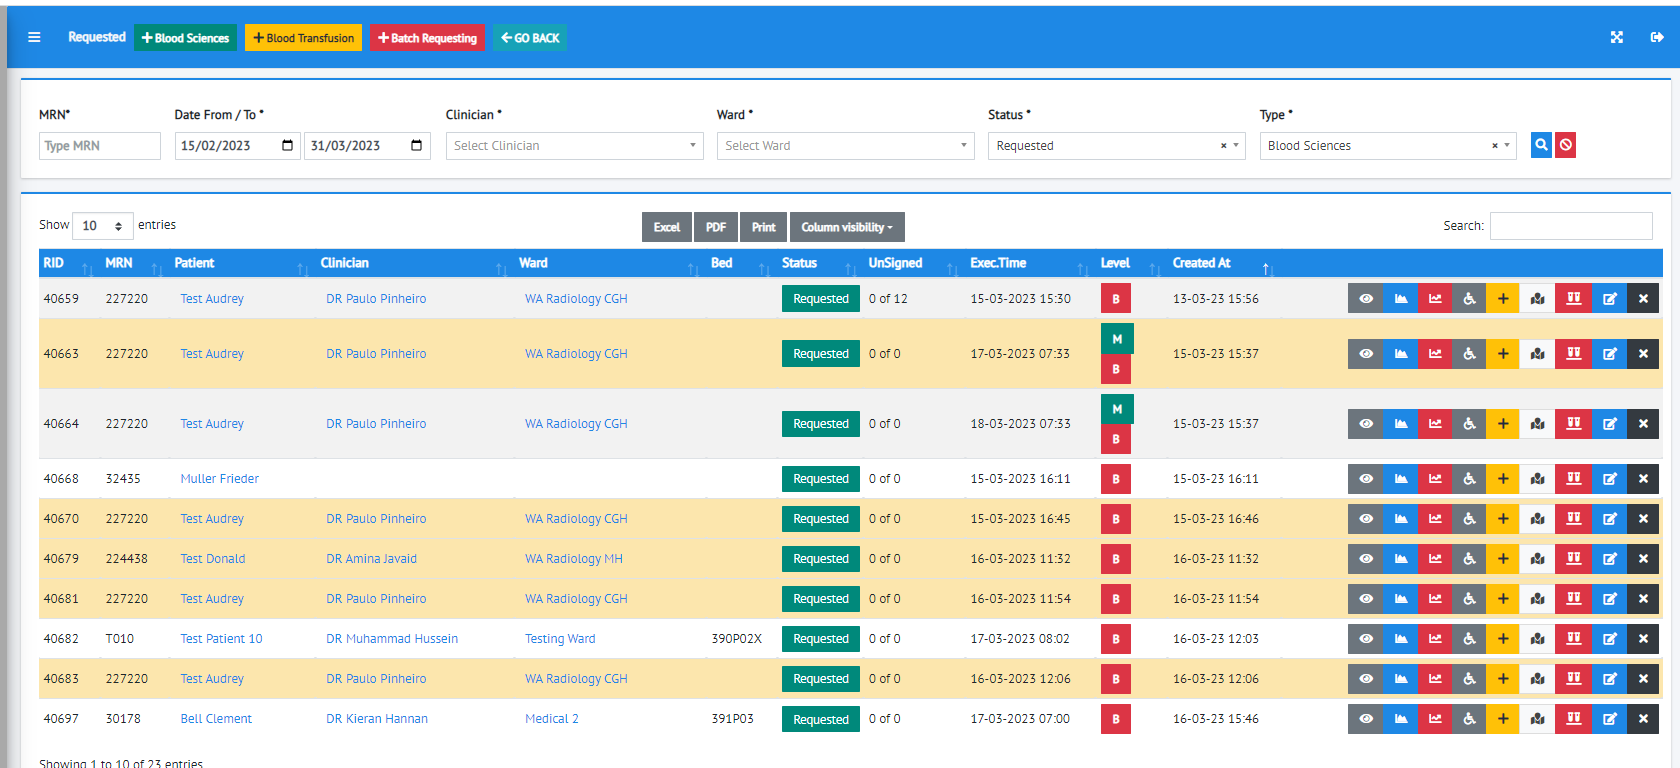 Requested + Blood Sciences + Blood Transfusion + Batch Requesting ← GO BACK
MRN* Date From / To * Clinician * Ward * Status * Type *
Type MRN 15/02/2023 31/03/2023 Select Clinician Select Ward Requested × Blood Sciences ×
Show 10 entries Excel PDF Print Column visibility Search:
RID MRN Patient Clinician Ward Bed Status UnSigned Exec.Time Level Created At
40659 227220 Test Audrey DR Paulo Pinheiro WA Radiology CGH Requested 0 of 12 15-03-2023 15:30 B 13-03-23 15:56
40663 227220 Test Audrey DR Paulo Pinheiro WA Radiology CGH Requested 0 of 0 17-03-2023 07:33 M B 15-03-23 15:37
40664 227220 Test Audrey DR Paulo Pinheiro WA Radiology CGH Requested 0 of 0 18-03-2023 07:33 M B 15-03-23 15:37
40668 32435 Muller Frieder Requested 0 of 0 15-03-2023 16:11 B 15-03-23 16:11
40670 227220 Test Audrey DR Paulo Pinheiro WA Radiology CGH Requested 0 of 0 15-03-2023 16:45 B 15-03-23 16:46
40679 224438 Test Donald DR Amina Javaid WA Radiology MH Requested 0 of 0 16-03-2023 11:32 B 16-03-23 11:32
40681 227220 Test Audrey DR Paulo Pinheiro WA Radiology CGH Requested 0 of 0 16-03-2023 11:54 B 16-03-23 11:54
40682 T010 Test Patient 10 DR Muhammad Hussein Testing Ward 390P02X Requested 0 of 0 17-03-2023 08:02 B 16-03-23 12:03
40683 227220 Test Audrey DR Paulo Pinheiro WA Radiology CGH Requested 0 of 0 16-03-2023 12:06 B 16-03-23 12:06
40697 30178 Bell Clement DR Kieran Hannan Medical 2 391P03 Requested 0 of 0 17-03-2023 07:00 B 16-03-23 15:46
Showing 1 to 10 of 23 entries